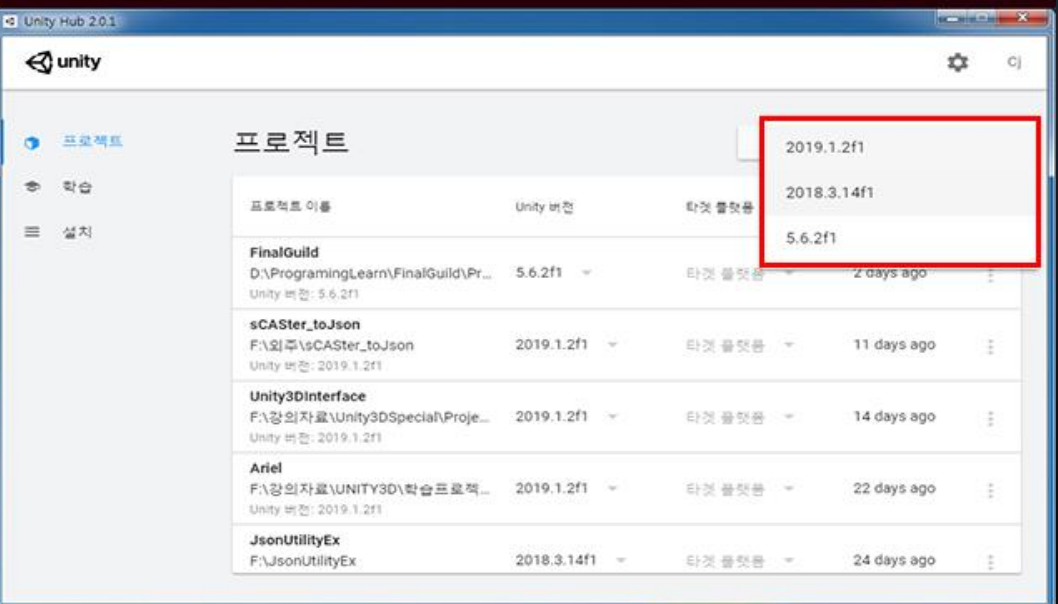 Unity Hub 2.0.1
unity
Cj
프로젝트
학습
설치
프로젝트
2019.1.2f1
2018.3.14f1
5.6.2f1
프로젝트 이름 Unity 버전 타겟 플랫폼
FinalGuild
D:\ProgramingLearn\FinalGuild\Pr... 5.6.2f1 타겟 플랫폼 2 days ago
Unity 버전: 5.6.2f1
sCASter_toJson
F:\외주\sCASter_toJson 2019.1.2f1 타겟 플랫폼 11 days ago
Unity 버전: 2019.1.2f1
Unity3DInterface
F:\강의자료\Unity3DSpecial\Proje... 2019.1.2f1 타겟 플랫폼 14 days ago
Unity 버전: 2019.1.2f1
Ariel
F:\강의자료\UNITY3D\학습프로젝... 2019.1.2f1 타겟 플랫폼 22 days ago
Unity 버전: 2019.1.2f1
JsonUtilityEx
F:\JsonUtilityEx 2018.3.14f1 타겟 플랫폼 24 days ago